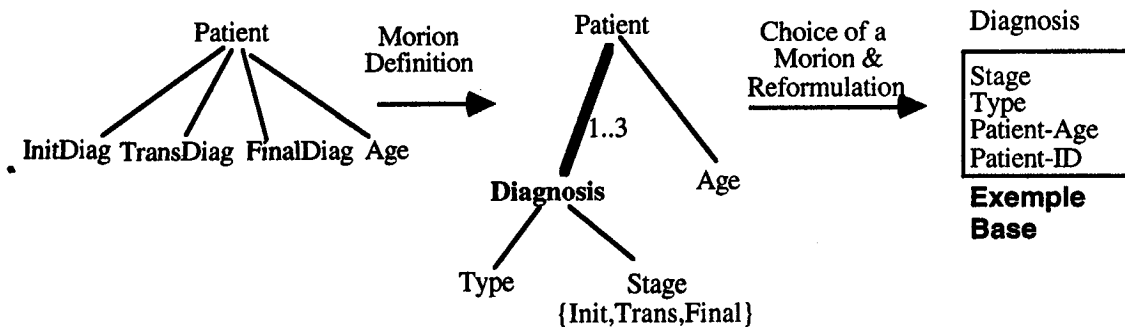 Patient
InitDiag TransDiag FinalDiag Age
Morion
Definition
Patient
1..3
Diagnosis
Age
Type
Stage
{Init,Trans,Final}
Choice of a
Morion &
Reformulation
Diagnosis
Stage
Type
Patient-Age
Patient-ID
Exemple
Base